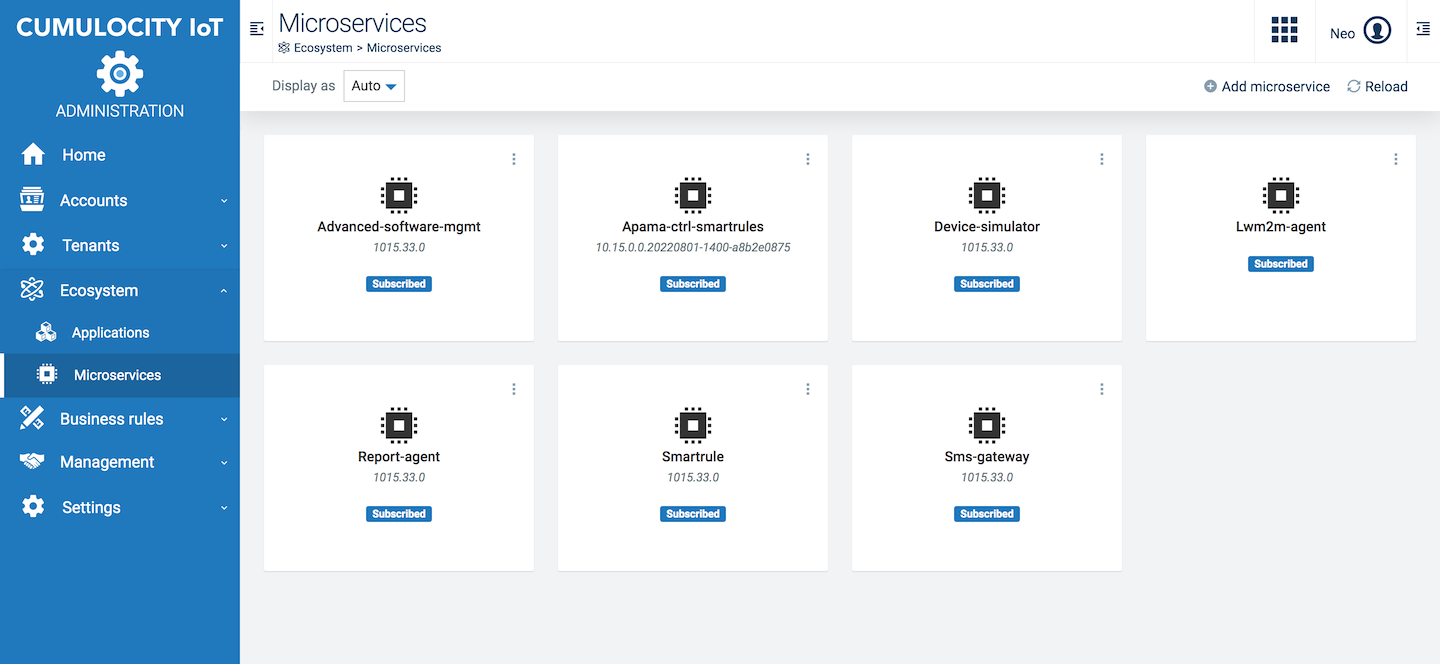 CUMULOCITY IoT
ADMINISTRATION
Home
Accounts
Tenants
Ecosystem
Applications
Microservices
Business rules
Management
Settings
Microservices
Ecosystem > Microservices
Neo
Display as Auto
Add microservice Reload
Advanced-software-mgmt
1015.33.0
Subscribed
Apama-ctrl-smartrules
10.15.0.0.20220801-1400-a8b2e0875
Subscribed
Device-simulator
1015.33.0
Subscribed
Lwm2m-agent
Subscribed
Report-agent
1015.33.0
Subscribed
Smartrule
1015.33.0
Subscribed
Sms-gateway
1015.33.0
Subscribed